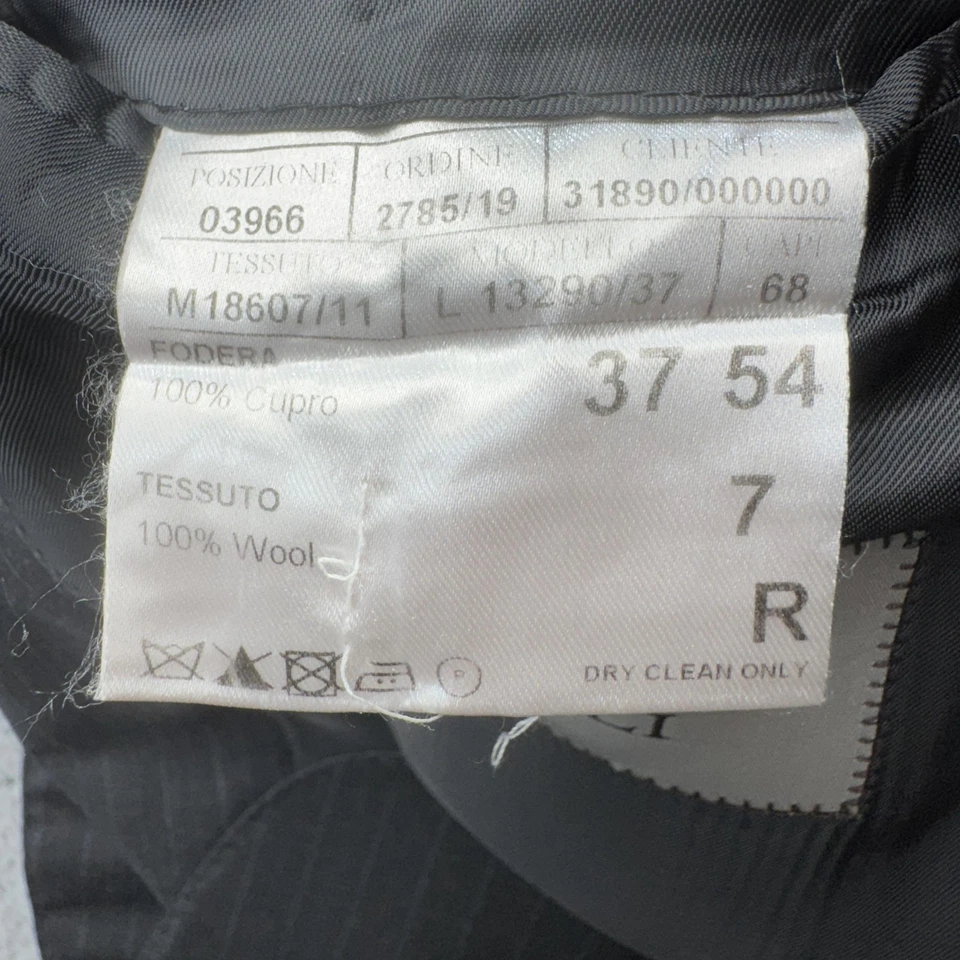 POSIZIONE ORDINE CLIENTE
03966 2785/19 31890/000000
TESSUTO MODELLO CAPI
M18607/11 L 13290/37 68
FODERA 37 54
100% Cupro
TESSUTO 7
100% Wool
R
P DRY CLEAN ONLY